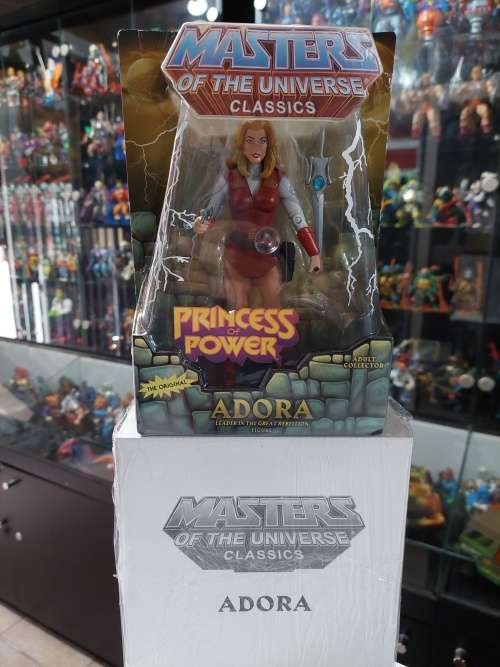 MASTERS
OF THE UNIVERSE
CLASSICS
PRINCESS
OF
POWER
ADULT
COLLECTOR
THE ORIGINAL
ADORA
LEADER IN THE GREAT REBELLION
FIGURE
MASTERS
OF THE UNIVERSE
CLASSICS
ADORA